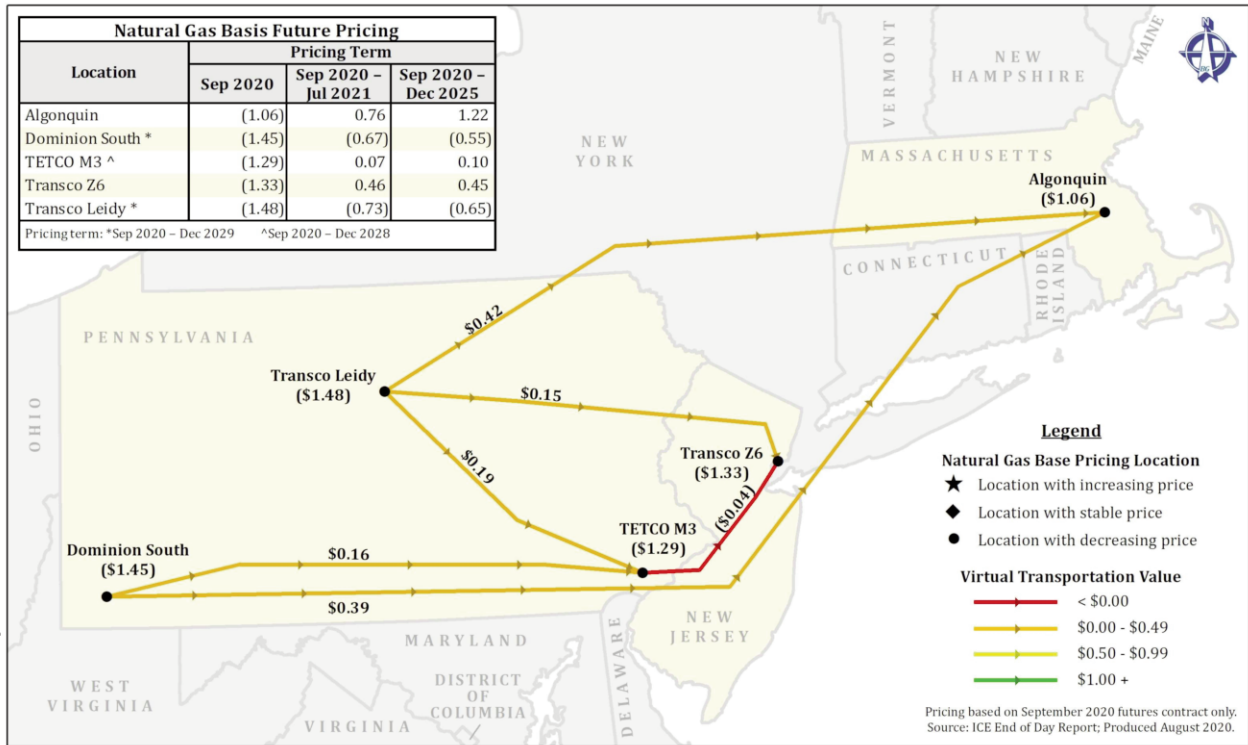 Natural Gas Basis Future Pricing
Location
Pricing Term
Sep 2020
Sep 2020 –
Jul 2021
Sep 2020 –
Dec 2025
Algonquin (1.06) 0.76 1.22
Dominion South * (1.45) (0.67) (0.55)
TETCO M3 ^ (1.29) 0.07 0.10
Transco Z6 (1.33) 0.46 0.45
Transco Leidy * (1.48) (0.73) (0.65)
Pricing term: *Sep 2020 – Dec 2029 ^Sep 2020 – Dec 2028
VERMONT
NEW
HAMPSHIRE
MAINE
NEW
YORK
MASSACHUSETTS
Algonquin
($1.06)
CONNECTICUT
RHODE
ISLAND
PENNSYLVANIA
$0.42
Transco Leidy
($1.48)
$0.15
OHIO
$0.19
Transco Z6
($1.33)
($0.04)
TETCO M3
($1.29)
Dominion South
($1.45)
$0.16
$0.39
NEW
JERSEY
MARYLAND
DELAWARE
WEST
VIRGINIA
DISTRICT
OF
COLUMBIA
VIRGINIA
Legend
Natural Gas Base Pricing Location
Location with increasing price
Location with stable price
Location with decreasing price
Virtual Transportation Value
< $0.00
$0.00 - $0.49
$0.50 - $0.99
$1.00 +
Pricing based on September 2020 futures contract only.
Source: ICE End of Day Report; Produced August 2020.